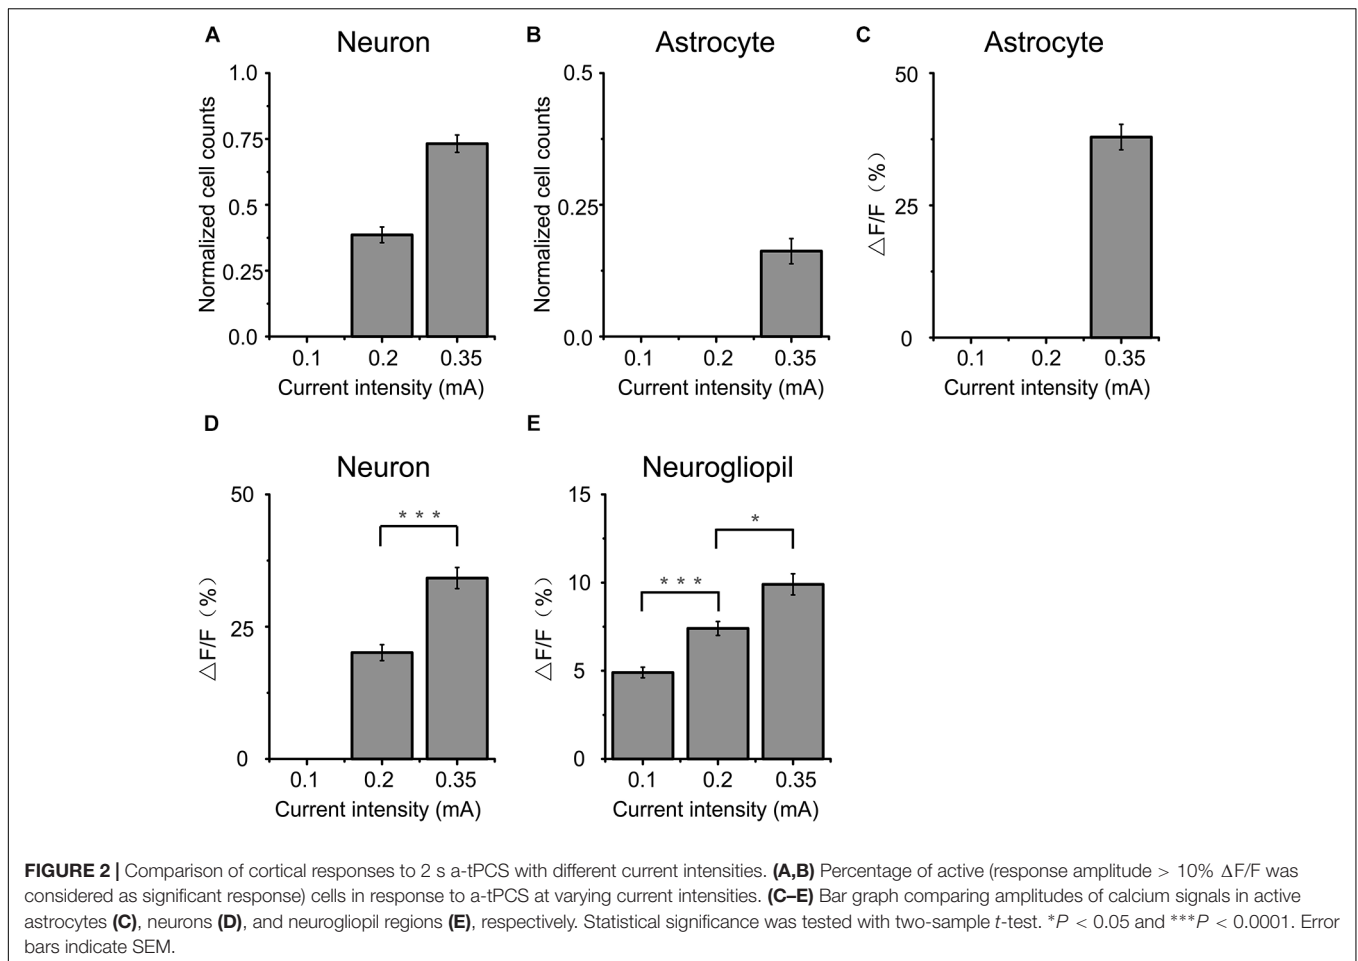 A
Neuron
Normalized cell counts
1.0
0.75
0.5
0.25
0.0
0.1 0.2 0.35
Current intensity (mA)
B
Astrocyte
Normalized cell counts
0.5
0.25
0.0
0.1 0.2 0.35
Current intensity (mA)
C
Astrocyte
△F/F (%)
50
25
0
0.1 0.2 0.35
Current intensity (mA)
D
Neuron
△F/F (%)
50
25
0
* * *
0.1 0.2 0.35
Current intensity (mA)
E
Neurogliopil
△F/F (%)
15
10
5
0
* * *
*
0.1 0.2 0.35
Current intensity (mA)
FIGURE 2 | Comparison of cortical responses to 2 s a-tPCS with different current intensities. (A,B) Percentage of active (response amplitude > 10% ΔF/F was
considered as significant response) cells in response to a-tPCS at varying current intensities. (C–E) Bar graph comparing amplitudes of calcium signals in active
astrocytes (C), neurons (D), and neurogliopil regions (E), respectively. Statistical significance was tested with two-sample t-test. *P < 0.05 and ***P < 0.0001. Error
bars indicate SEM.